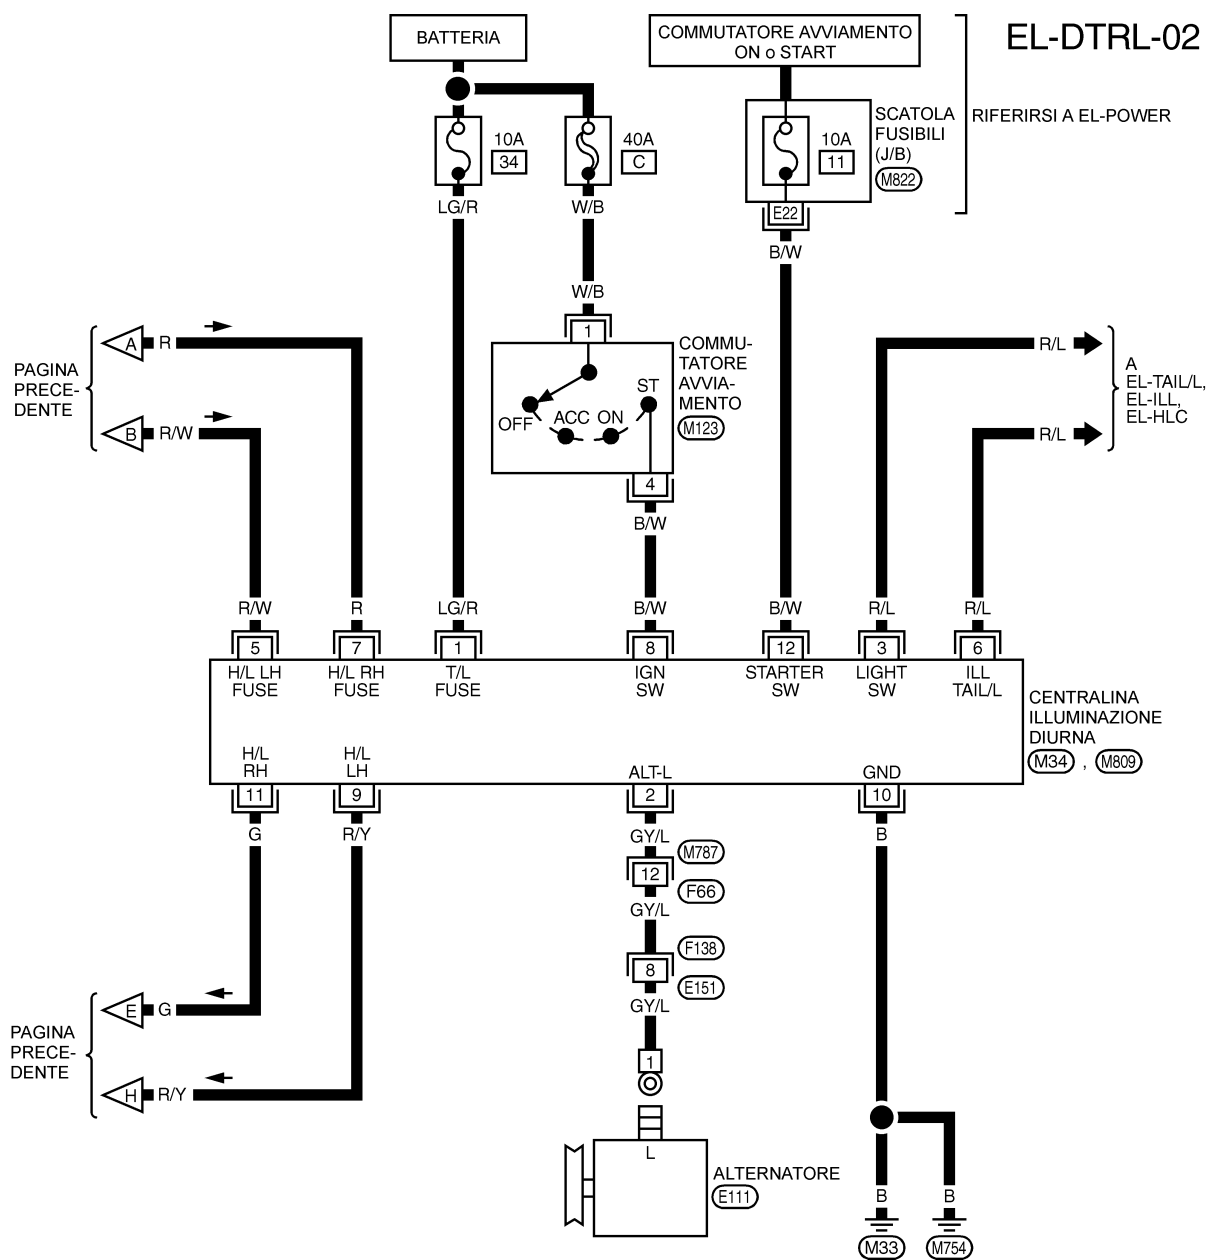 BATTERIA
COMMUTATORE AVVIAMENTO
ON o START
EL-DTRL-02
SCATOLA
FUSIBILI
(J/B)
M822
RIFERIRSI A EL-POWER
10A
34
40A
C
10A
11
LG/R
W/B
E22
B/W
W/B
1
A
R
B
R/W
PAGINA
PRECE-
DENTE
OFF
ACC
ON
ST
COMMU-
TATORE
AVVIA-
MENTO
M123
4
B/W
R/L
R/L
A
EL-TAIL/L,
EL-ILL,
EL-HLC
R/W
R
LG/R
B/W
B/W
R/L
R/L
5
7
1
8
12
3
6
H/L LH
FUSE
H/L RH
FUSE
T/L
FUSE
IGN
SW
STARTER
SW
LIGHT
SW
ILL
TAIL/L
CENTRALINA
ILLUMINAZIONE
DIURNA
M34 , M809
H/L
RH
H/L
LH
ALT-L
GND
11
9
2
10
G
R/Y
GY/L
B
M787
12
F66
GY/L
F138
8
E151
GY/L
E
G
H
R/Y
PAGINA
PRECE-
DENTE
1
L
ALTERNATORE
E111
B
B
M33
M754